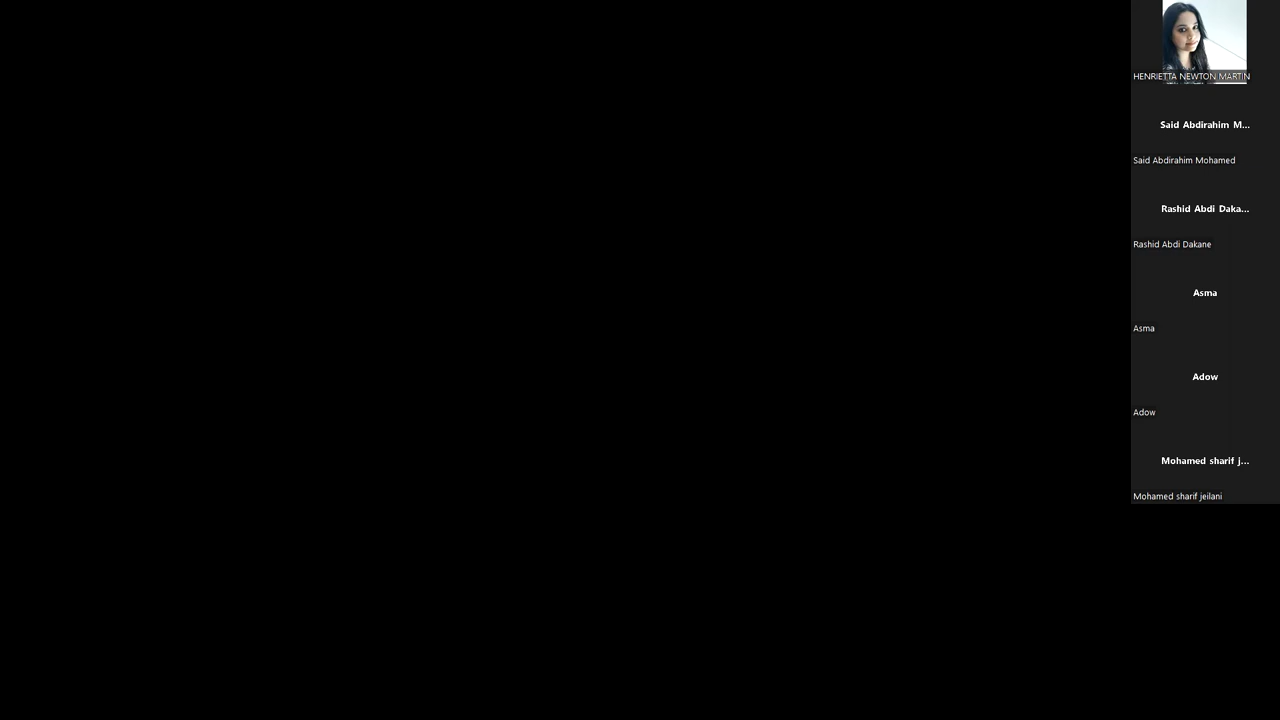 HENRIETTA NEWTON MARTIN
Said Abdirahim M...
Said Abdirahim Mohamed
Rashid Abdi Daka...
Rashid Abdi Dakane
Asma
Asma
Adow
Adow
Mohamed sharif j...
Mohamed sharif jeilani